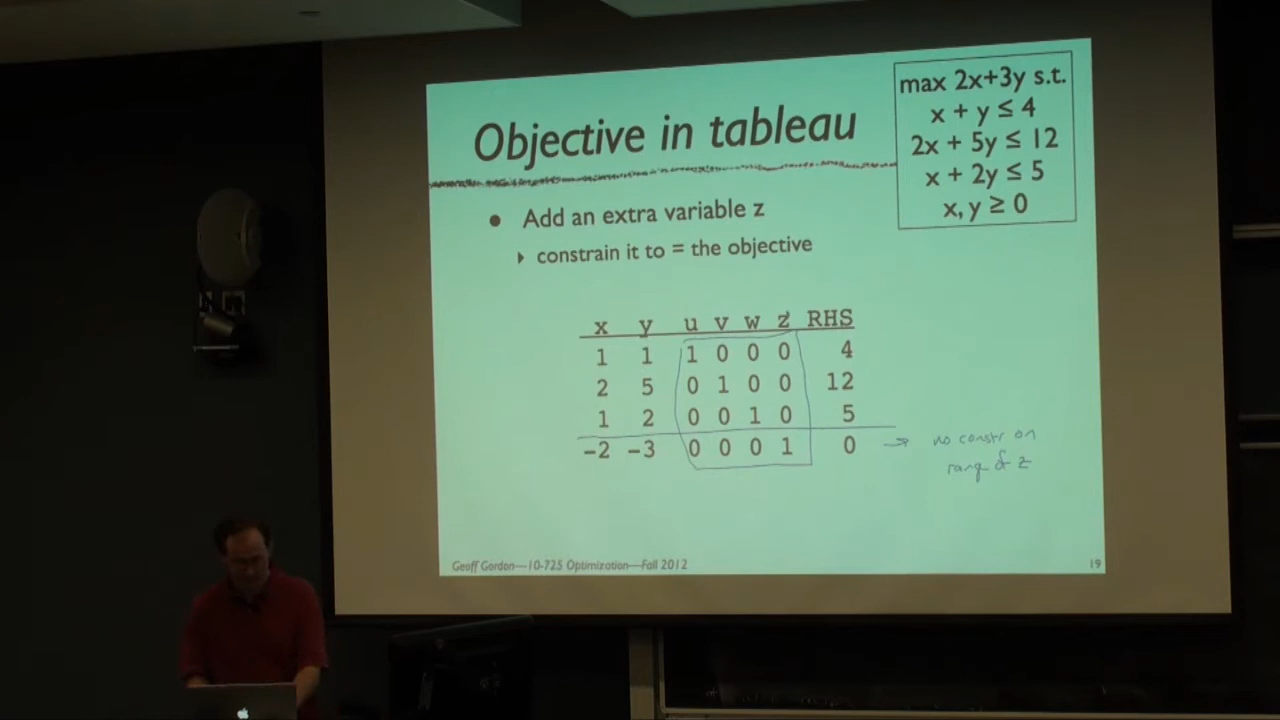 max 2x+3y s.t.
x + y ≤ 4
2x + 5y ≤ 12
x + 2y ≤ 5
x, y ≥ 0
Objective in tableau
• Add an extra variable z
‣ constrain it to = the objective
x y u v w z RHS
1 1 1 0 0 0 4
2 5 0 1 0 0 12
1 2 0 0 1 0 5
-2 -3 0 0 0 1 0 → no constr on
range of z
Geoff Gordon—10-725 Optimization—Fall 2012 19